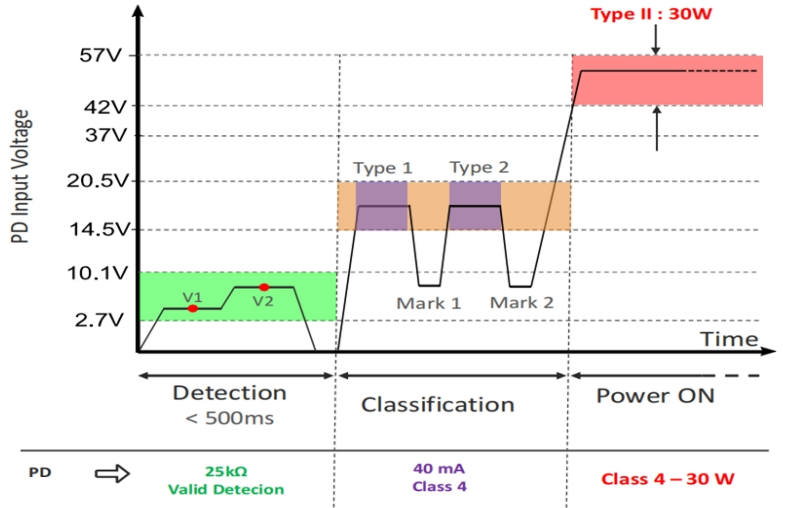 Type II : 30W
57V
42V
37V
20.5V
14.5V
10.1V
2.7V
PD Input Voltage
Type 1
Type 2
V1
V2
Mark 1
Mark 2
Time
Detection
< 500ms
Classification
Power ON
PD
25kΩ
Valid Detecion
40 mA
Class 4
Class 4 – 30 W